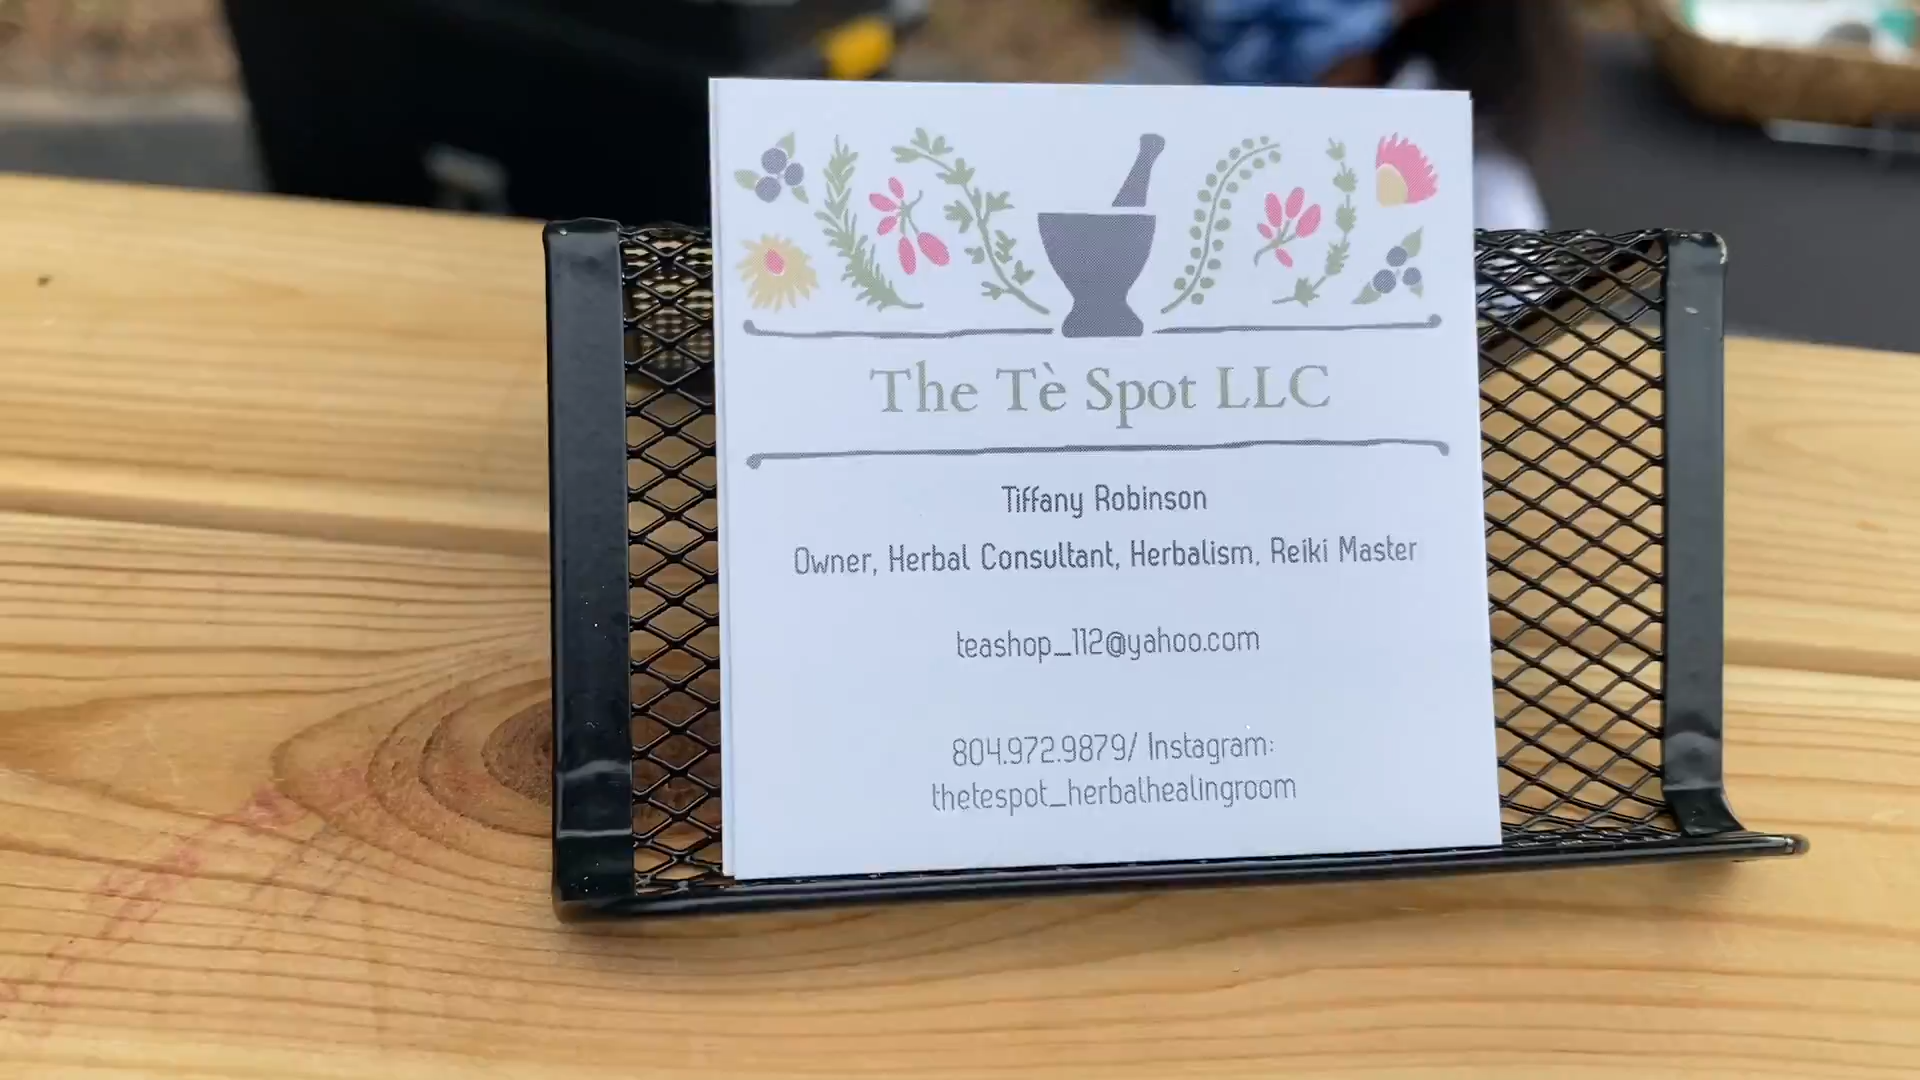 The Tè Spot LLC
Tiffany Robinson
Owner, Herbal Consultant, Herbalism, Reiki Master
teashop_112@yahoo.com
804.972.9879/ Instagram:
thetespot_herbalhealingroom